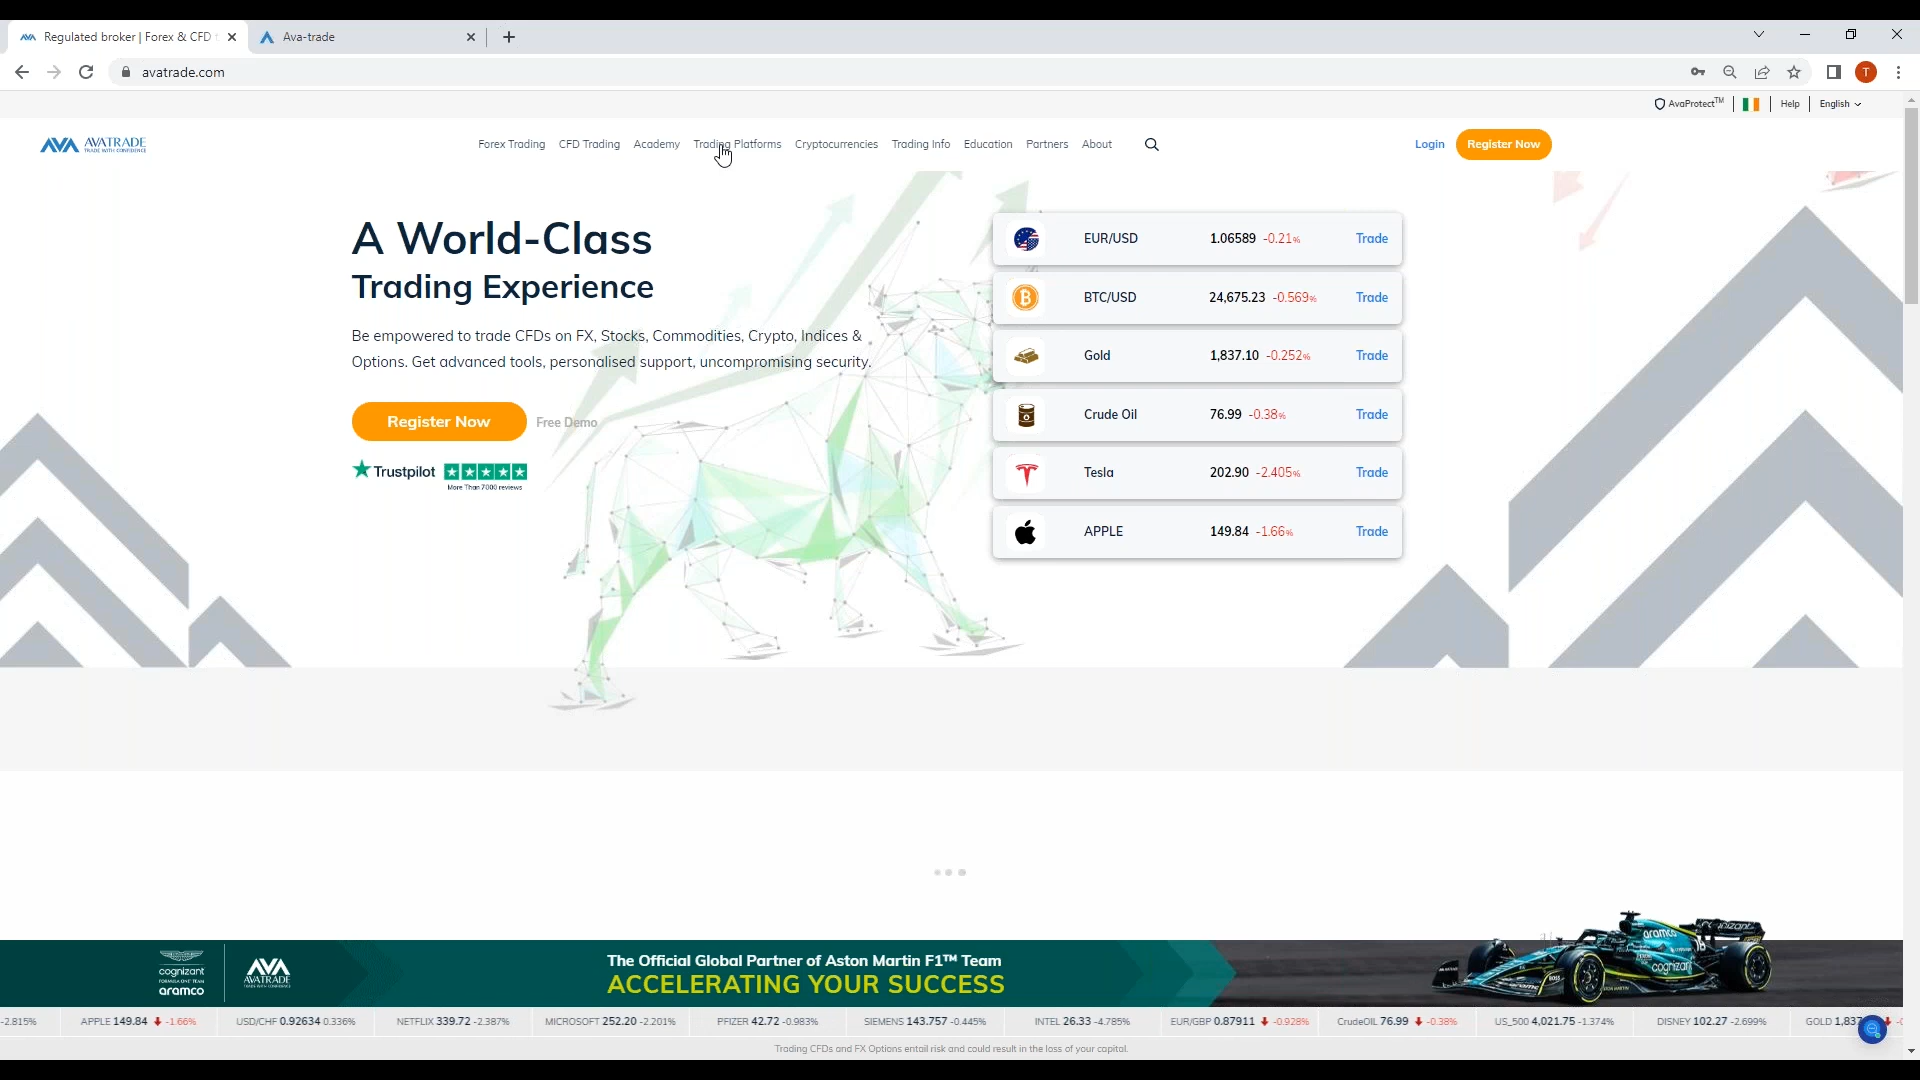 Regulated broker | Forex & CFD
Ava-trade
avatrade.com
T
AvaProtect™
Help
English
AVATRADE
TRADE WITH CONFIDENCE
Forex Trading
CFD Trading
Academy
Trading Platforms
Cryptocurrencies
Trading Info
Education
Partners
About
Login
Register Now
A World-Class
Trading Experience
Be empowered to trade CFDs on FX, Stocks, Commodities, Crypto, Indices &
Options. Get advanced tools, personalised support, uncompromising security.
Register Now
Free Demo
Trustpilot
More Than 7000 reviews
EUR/USD 1.06589 -0.21% Trade
BTC/USD 24,675.23 -0.569% Trade
Gold 1,837.10 -0.252% Trade
Crude Oil 76.99 -0.38% Trade
Tesla 202.90 -2.405% Trade
APPLE 149.84 -1.66% Trade
cognizant
aramco
AVATRADE
TRADE WITH CONFIDENCE
The Official Global Partner of Aston Martin F1™ Team
ACCELERATING YOUR SUCCESS
aramco
cognizant
-2.815% APPLE 149.84 -1.66% USD/CHF 0.92634 0.336% NETFLIX 339.72 -2.387% MICROSOFT 252.20 -2.201% PFIZER 42.72 -0.983% SIEMENS 143.757 -0.445% INTEL 26.33 -4.785% EUR/GBP 0.87911 -0.928% CrudeOIL 76.99 -0.38% US_500 4,021.75 -1.374% DISNEY 102.27 -2.699% GOLD 1,837
Trading CFDs and FX Options entail risk and could result in the loss of your capital.